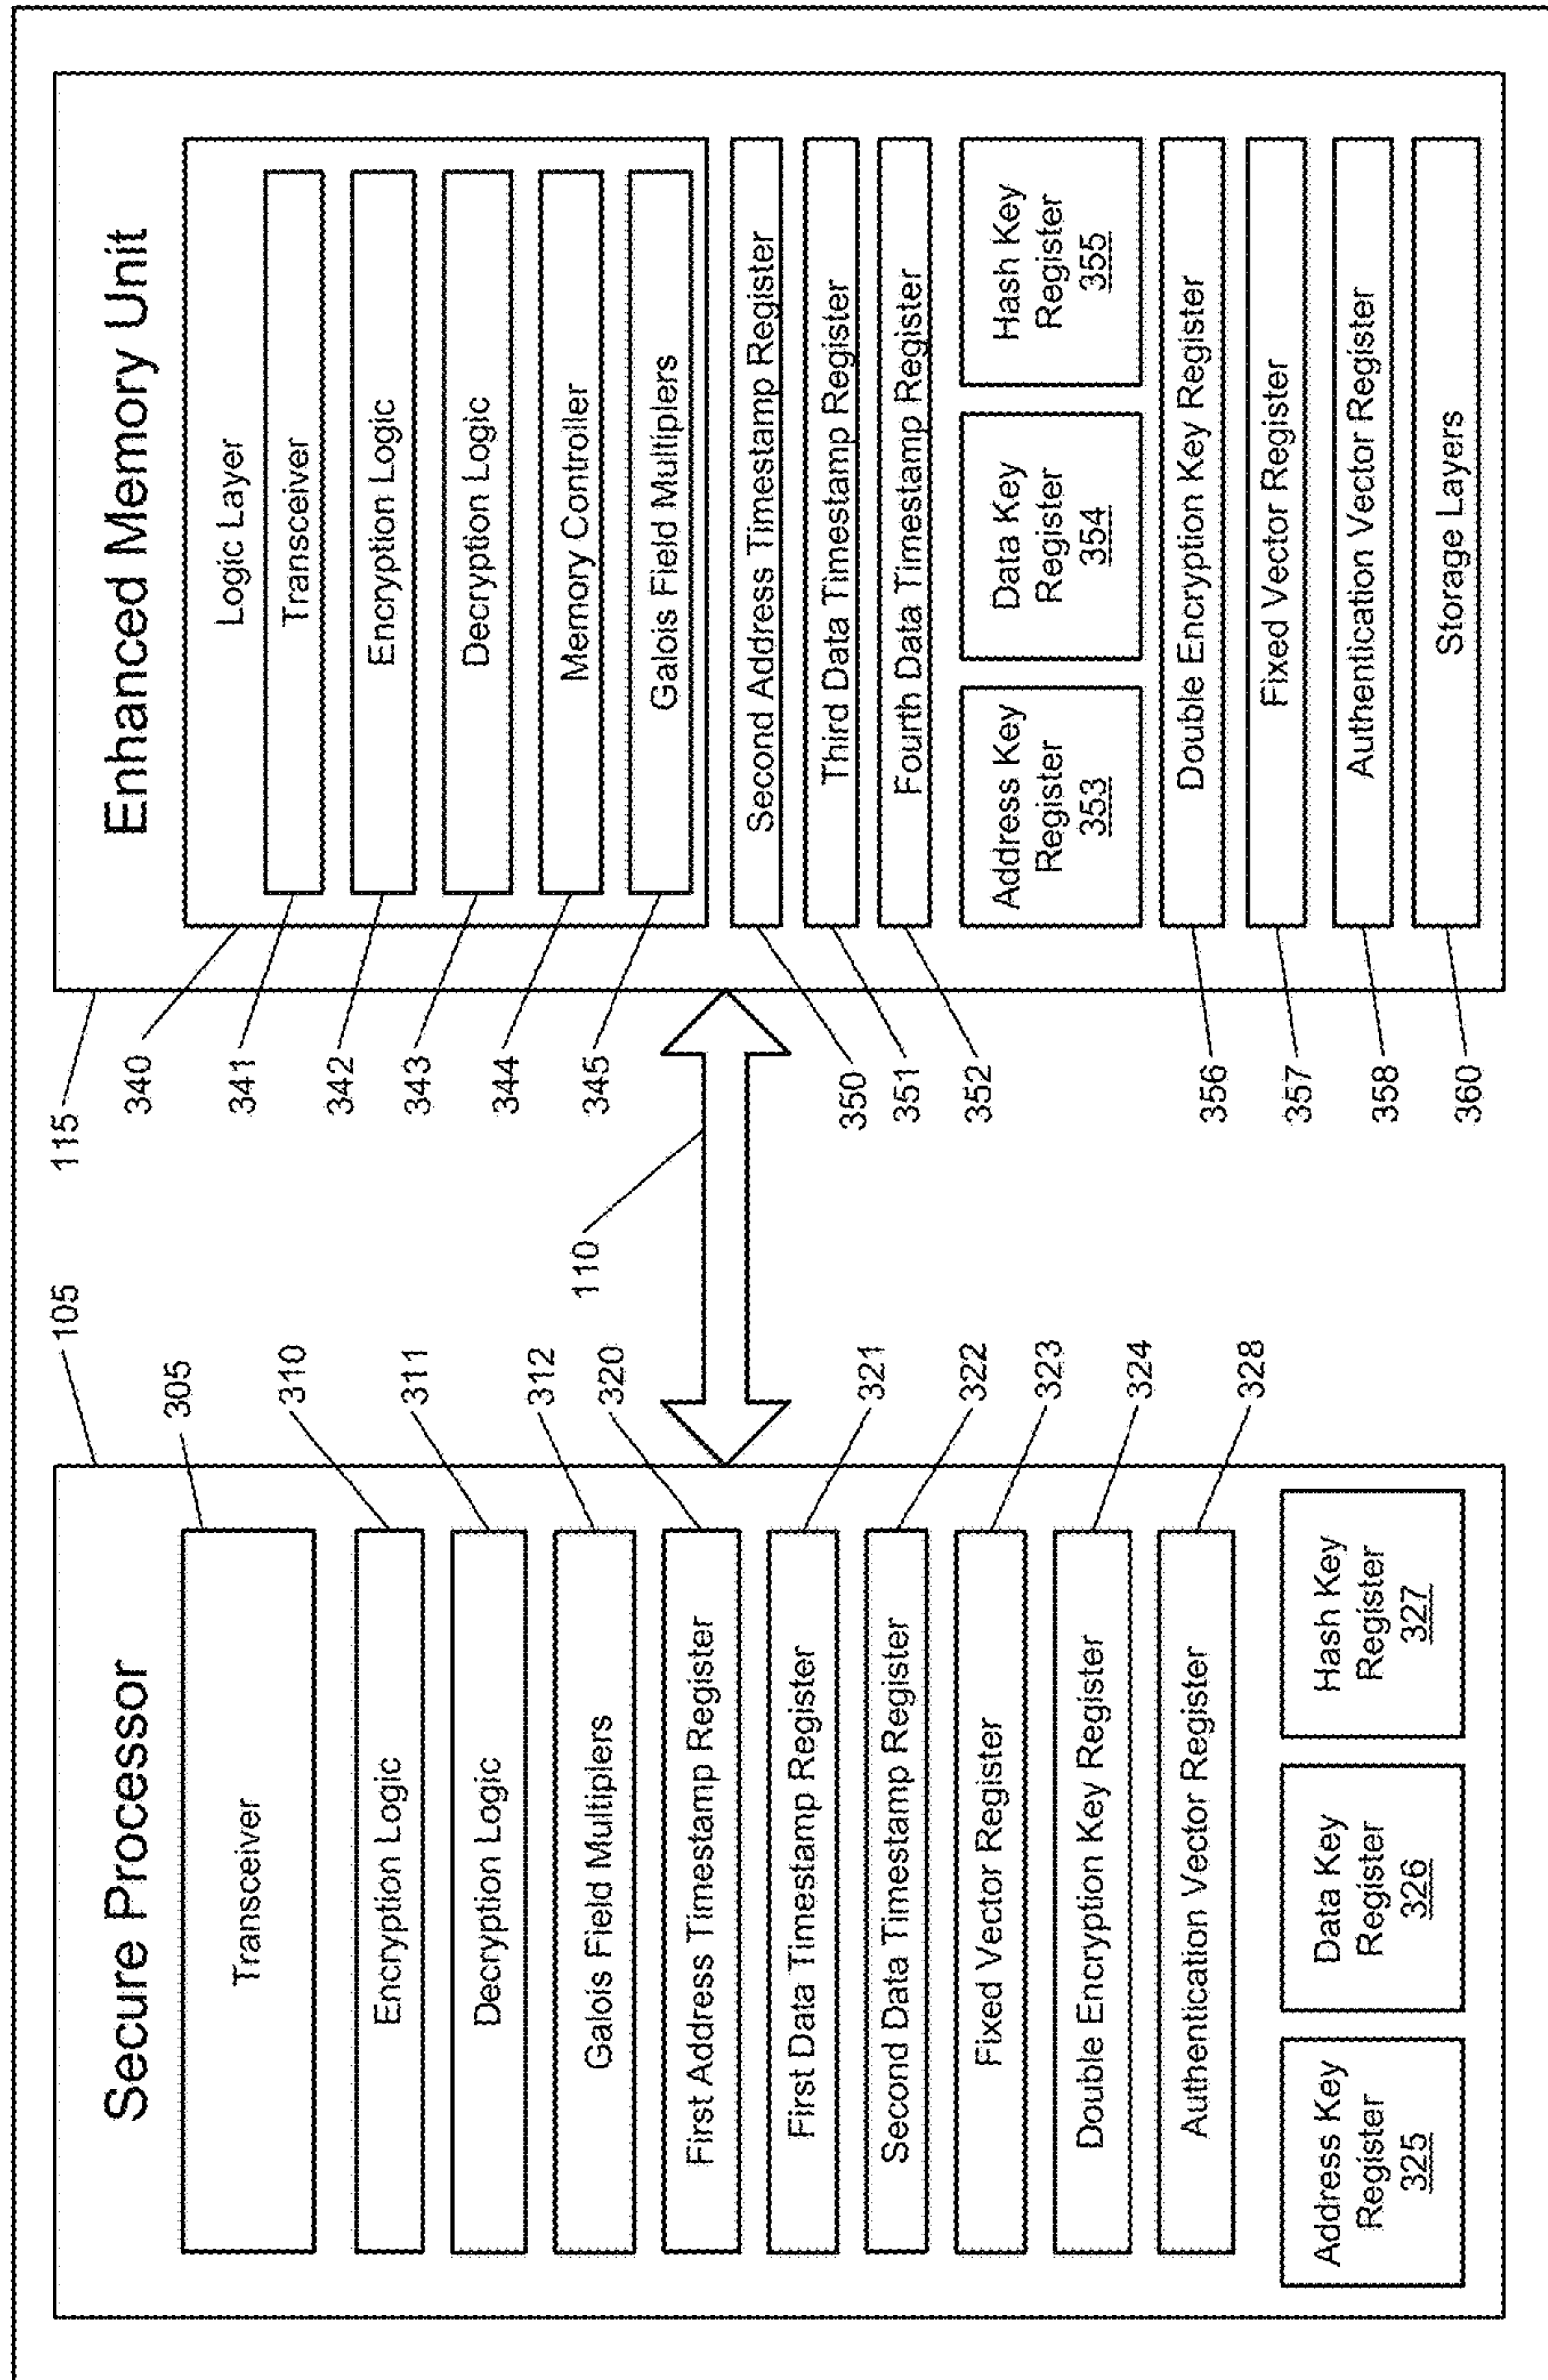 Secure Processor
105
Transceiver
305
Encryption Logic
310
Decryption Logic
311
Galois Field Multiplers
312
First Address Timestamp Register
320
First Data Timestamp Register
321
Second Data Timestamp Register
322
Fixed Vector Register
323
Double Encryption Key Register
324
Authentication Vector Register
328
Address Key
Register
325
Data Key
Register
326
Hash Key
Register
327
110
Enhanced Memory Unit
115
Logic Layer
340
Transceiver
341
Encryption Logic
342
Decryption Logic
343
Memory Controller
344
Galois Field Multiplers
345
Second Address Timestamp Register
350
Third Data Timestamp Register
351
Fourth Data Timestamp Register
352
Address Key
Register
353
Data Key
Register
354
Hash Key
Register
355
Double Encryption Key Register
356
Fixed Vector Register
357
Authentication Vector Register
358
Storage Layers
360